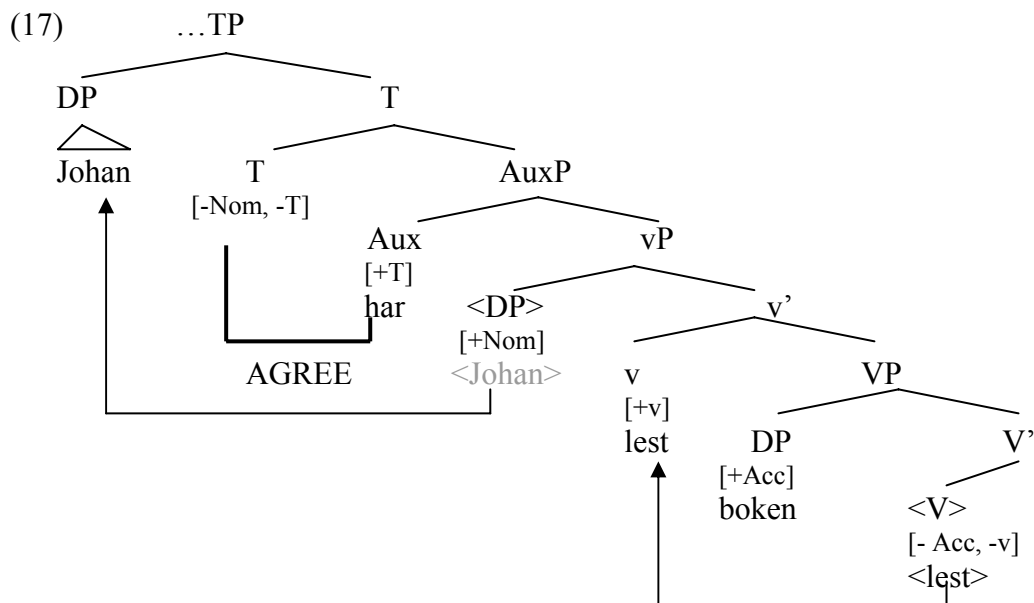 (17) …TP
DP T
Johan T AuxP
[-Nom, -T]
Aux vP
[+T]
har <DP> v’
[+Nom]
AGREE <Johan> v VP
[+v]
lest DP V’
[+Acc]
boken <V>
[- Acc, -v]
<lest>